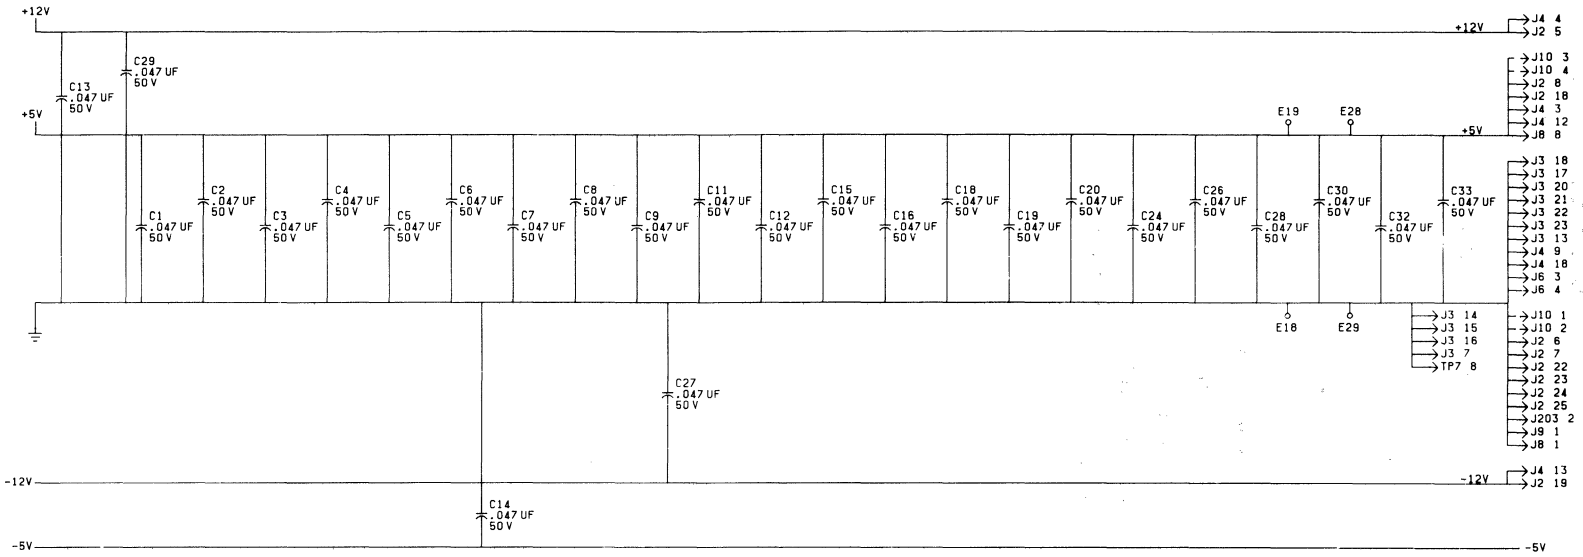 +12V
+12V
J4 4
J2 5
C29
.047 UF
50 V
C13
.047 UF
50 V
J10 3
J10 4
J2 8
J2 18
J4 3
J4 12
J8 8
+5V
E19
E28
+5V
C1
.047 UF
50 V
C2
.047 UF
50 V
C3
.047 UF
50 V
C4
.047 UF
50 V
C5
.047 UF
50 V
C6
.047 UF
50 V
C7
.047 UF
50 V
C8
.047 UF
50 V
C9
.047 UF
50 V
C11
.047 UF
50 V
C12
.047 UF
50 V
C15
.047 UF
50 V
C16
.047 UF
50 V
C18
.047 UF
50 V
C19
.047 UF
50 V
C20
.047 UF
50 V
C24
.047 UF
50 V
C26
.047 UF
50 V
C28
.047 UF
50 V
C30
.047 UF
50 V
C32
.047 UF
50 V
C33
.047 UF
50 V
J3 18
J3 17
J3 20
J3 21
J3 22
J3 23
J3 13
J4 9
J4 18
J6 3
J6 4
E18
E29
J3 14
J3 15
J3 16
J3 7
TP7 8
J10 1
J10 2
J2 6
J2 7
J2 22
J2 23
J2 24
J2 25
J203 2
J9 1
J8 1
C27
.047 UF
50 V
-12V
-12V
J4 13
J2 19
C14
.047 UF
50 V
-5V
-5V